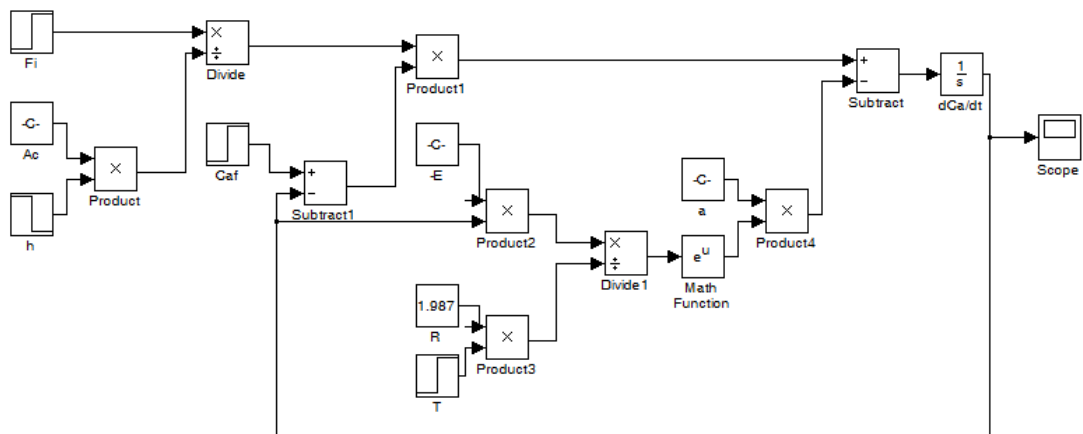 Fi
Divide
Product1
+
−
Subtract
1
s
dCa/dt
Scope
-C-
Ac
Product
h
Caf
+
−
Subtract1
-C-
-E
Product2
Divide1
e^u
Math
Function
-C-
a
Product4
1.987
R
Product3
T